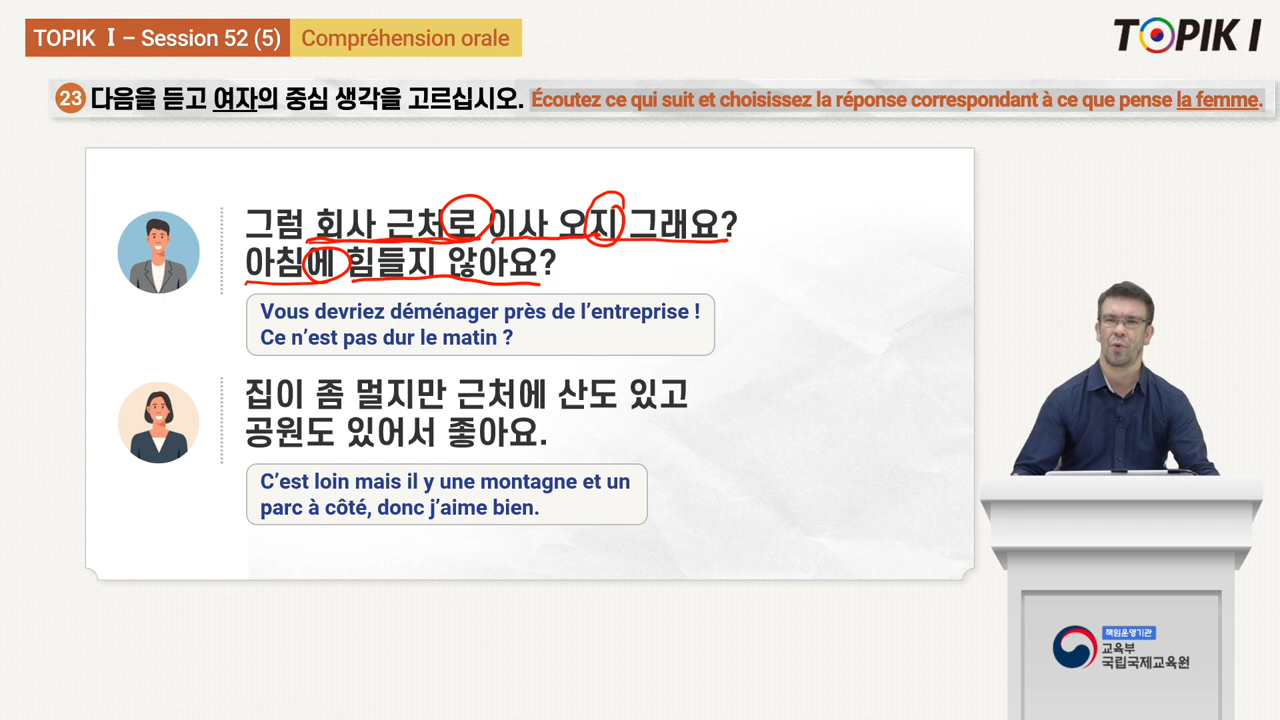 TOPIK Ⅰ – Session 52 (5) Compréhension orale
TOPIK I
23 다음을 듣고 여자의 중심 생각을 고르십시오. Écoutez ce qui suit et choisissez la réponse correspondant à ce que pense la femme.
그럼 회사 근처로 이사 오지 그래요?
아침에 힘들지 않아요?
Vous devriez déménager près de l’entreprise !
Ce n’est pas dur le matin ?
집이 좀 멀지만 근처에 산도 있고
공원도 있어서 좋아요.
C’est loin mais il y une montagne et un
parc à côté, donc j’aime bien.
책임운영기관
교육부
국립국제교육원